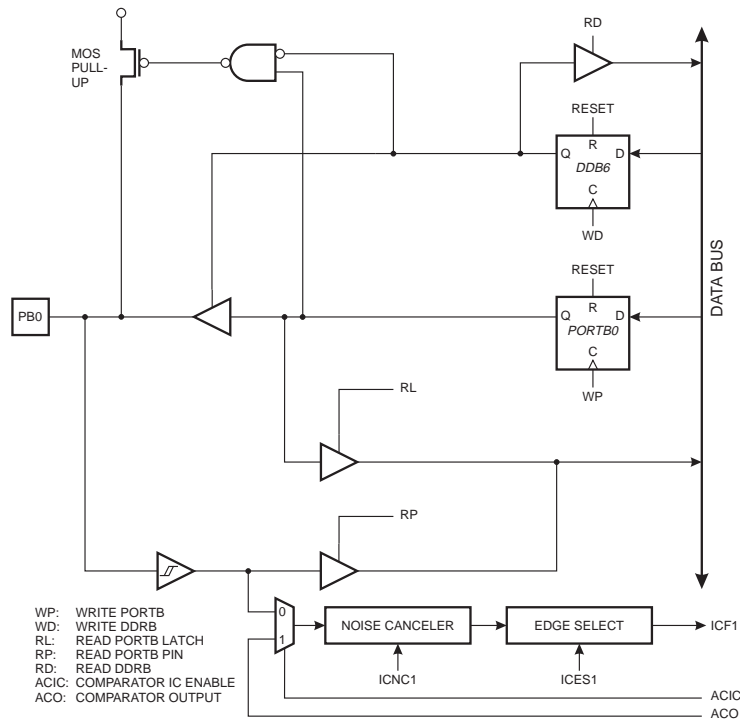 RD
MOS
PULL-
UP
RESET
R
Q
D
DDB6
C
WD
DATA BUS
RESET
R
PB0
Q
D
PORTB0
C
WP
RL
RP
WP: WRITE PORTB
WD: WRITE DDRB
RL: READ PORTB LATCH
RP: READ PORTB PIN
RD: READ DDRB
ACIC: COMPARATOR IC ENABLE
ACO: COMPARATOR OUTPUT
0
1
NOISE CANCELER
EDGE SELECT
ICF1
ICNC1
ICES1
ACIC
ACO